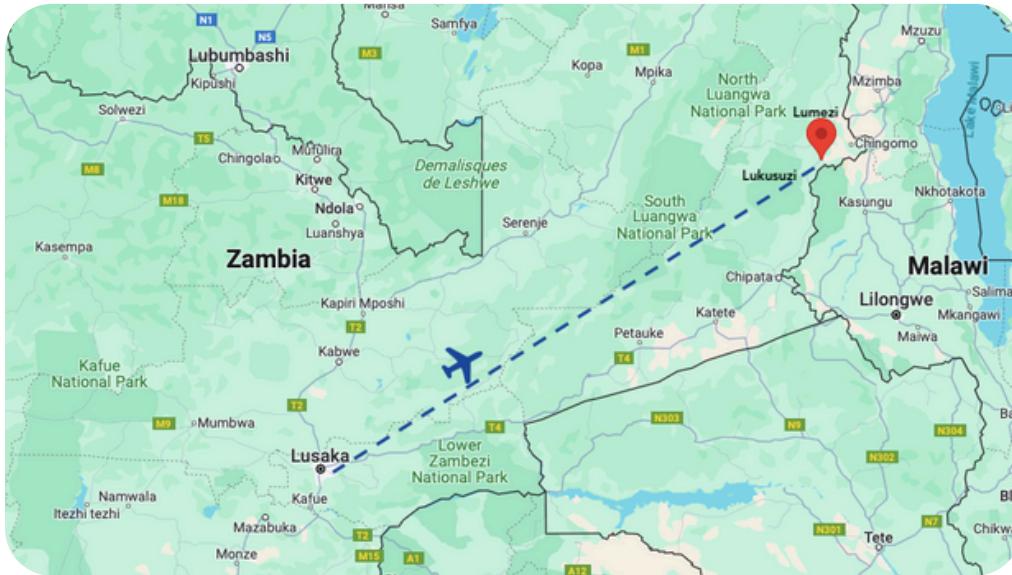 Mansa
Samfya
N1
N5
Lubumbashi
Kipushi
M3
M1
Kopa
Mpika
Mzuzu
Mzimba
North
Luangwa
National Park
Lumezi
Lake Malawi
Solwezi
T5
Chingola
Mufulira
Chingomo
M8
M18
Kitwe
Demalisques
de Leshwe
Lukusuzi
Ndola
Luanshya
Serenje
South
Luangwa
National Park
Kasungu
Nkhotakota
Kasempa
Zambia
Chipata
Malawi
Kapiri Mposhi
T2
Lilongwe
Salima
Mkangawi
Katete
Petauke
T4
Maiwa
Kafue
National Park
Kabwe
T2
M9
Mumbwa
T4
N303
N9
N304
Lusaka
Lower
Zambezi
National Park
N302
Kafue
Namwala
Itezhi tezhi
Mazabuka
T2
N301
N7
Tete
Monze
M15
A1
A12